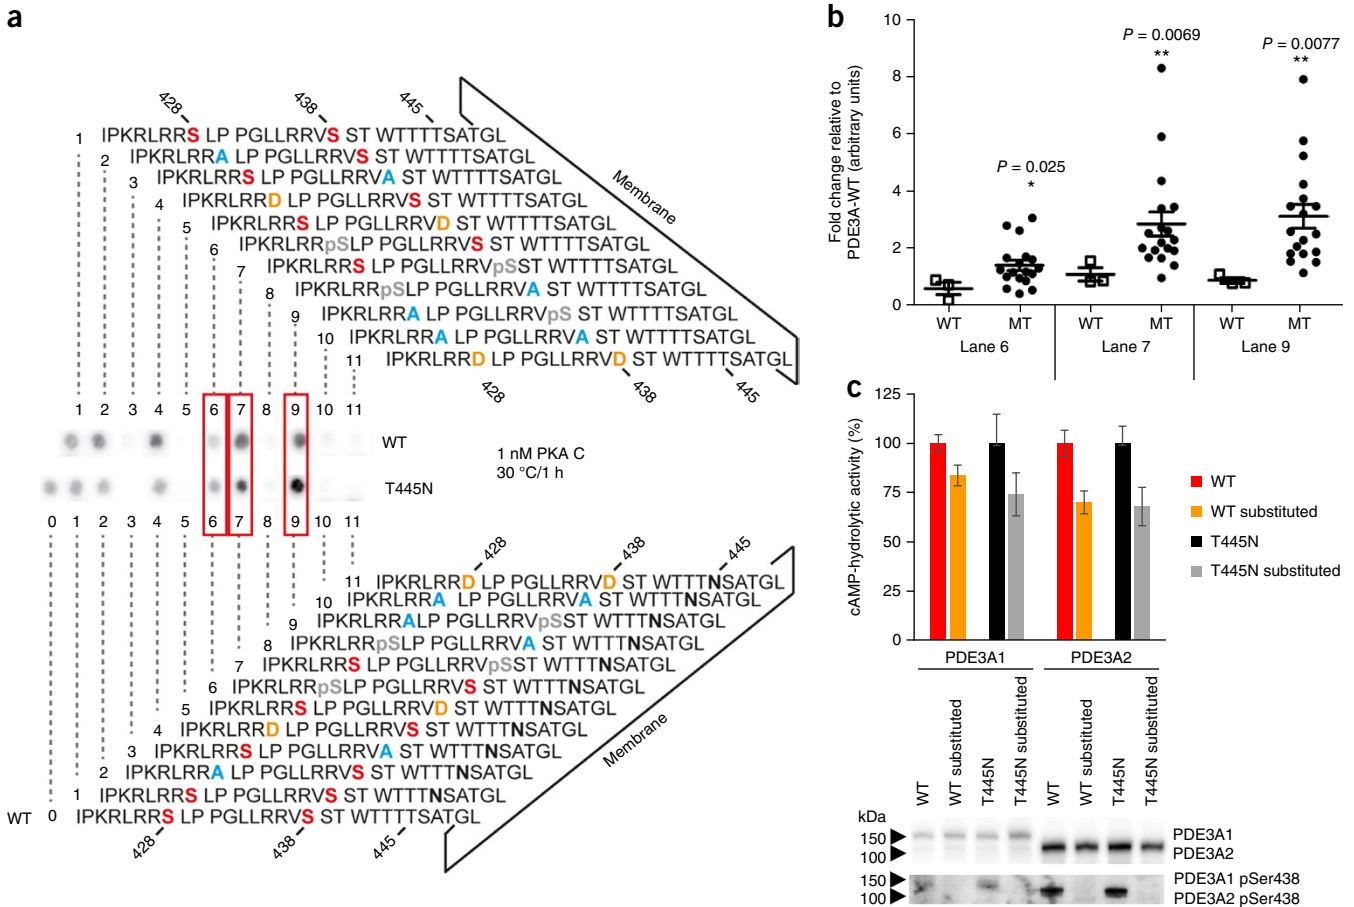 a
428 438 445
1 IPKRLRRS LP PGLLRRVS ST WTTTTSATGL
2 IPKRLRRA LP PGLLRRVS ST WTTTTSATGL
3 IPKRLRRS LP PGLLRRVA ST WTTTTSATGL
4 IPKRLRRD LP PGLLRRVS ST WTTTTSATGL
5 IPKRLRRS LP PGLLRRVD ST WTTTTSATGL
6 IPKRLRRpSLP PGLLRRVS ST WTTTTSATGL
7 IPKRLRRS LP PGLLRRVpSST WTTTTSATGL
8 IPKRLRRpSLP PGLLRRVA ST WTTTTSATGL
9 IPKRLRRA LP PGLLRRVpS ST WTTTTSATGL
10 IPKRLRRA LP PGLLRRVA ST WTTTTSATGL
11 IPKRLRRD LP PGLLRRVD ST WTTTTSATGL
Membrane
428 438 445
1 2 3 4 5 6 7 8 9 10 11
WT
1 nM PKA C
30 °C/1 h
T445N
0 1 2 3 4 5 6 7 8 9 10 11
428 438 445
11 IPKRLRRD LP PGLLRRVD ST WTTTNSATGL
10 IPKRLRRA LP PGLLRRVA ST WTTTNSATGL
9 IPKRLRRALP PGLLRRVpSST WTTTNSATGL
8 IPKRLRRpSLP PGLLRRVA ST WTTTNSATGL
7 IPKRLRRS LP PGLLRRVpSST WTTTNSATGL
6 IPKRLRRpSLP PGLLRRVS ST WTTTNSATGL
5 IPKRLRRS LP PGLLRRVD ST WTTTNSATGL
4 IPKRLRRD LP PGLLRRVS ST WTTTNSATGL
3 IPKRLRRS LP PGLLRRVA ST WTTTNSATGL
2 IPKRLRRA LP PGLLRRVS ST WTTTNSATGL
1 IPKRLRRS LP PGLLRRVS ST WTTTNSATGL
WT 0 IPKRLRRS LP PGLLRRVS ST WTTTTSATGL
Membrane
428 438 445
b
Fold change relative to
PDE3A-WT (arbitrary units)
10
8
6
4
2
0
P = 0.025
*
P = 0.0069
**
P = 0.0077
**
WT MT WT MT WT MT
Lane 6 Lane 7 Lane 9
c
cAMP-hydrolytic activity (%)
125
100
75
50
25
0
WT
WT substituted
T445N
T445N substituted
PDE3A1 PDE3A2
WT
WT substituted
T445N
T445N substituted
WT
WT substituted
T445N
T445N substituted
kDa
150
100
PDE3A1
PDE3A2
150
100
PDE3A1 pSer438
PDE3A2 pSer438